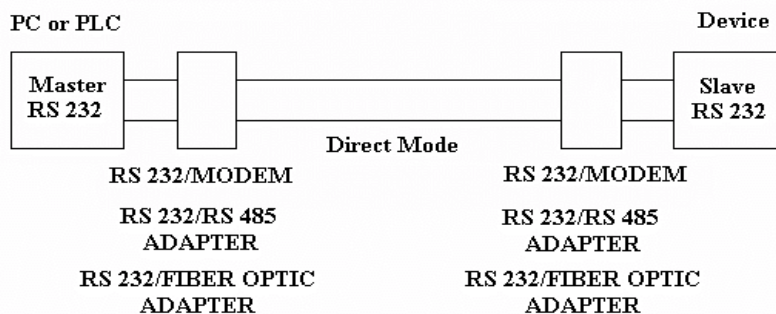 PC or PLC
Device
Master
RS 232
Slave
RS 232
Direct Mode
RS 232/MODEM
RS 232/RS 485
ADAPTER
RS 232/FIBER OPTIC
ADAPTER
RS 232/MODEM
RS 232/RS 485
ADAPTER
RS 232/FIBER OPTIC
ADAPTER